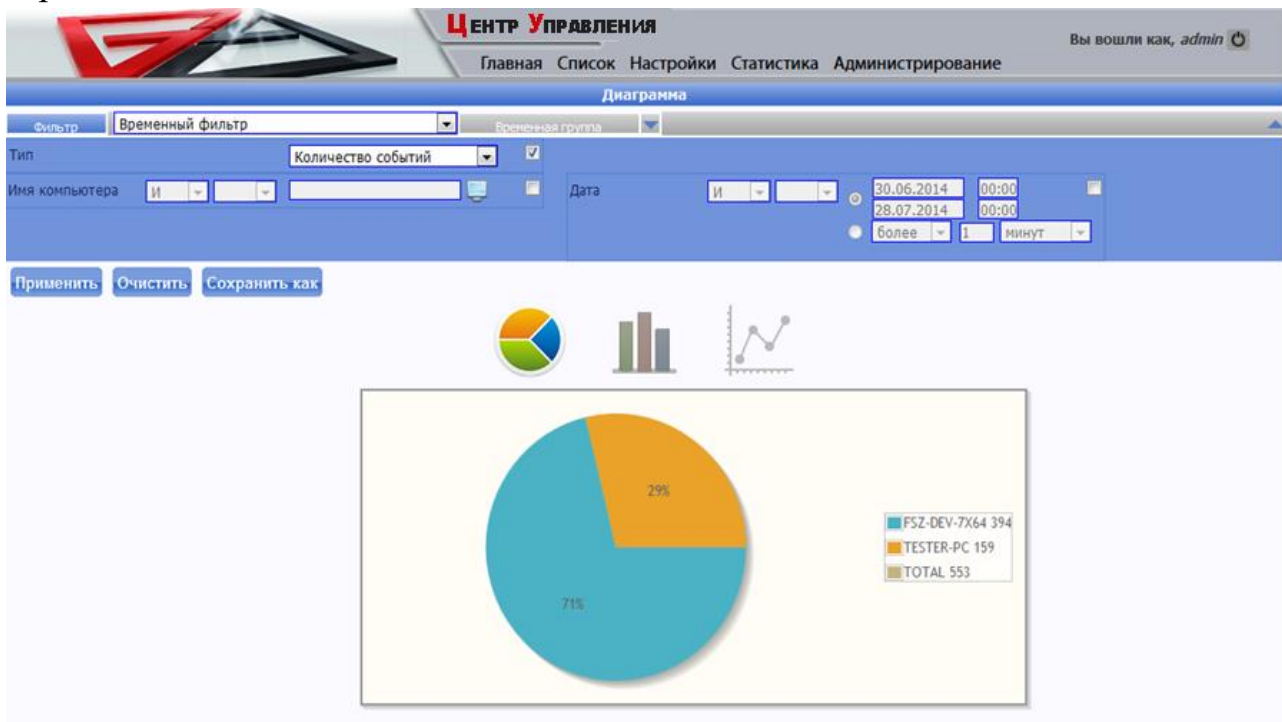 Центр Управления
Вы вошли как, admin
Главная Список Настройки Статистика Администрирование
Диаграмма
Фильтр Временный фильтр Временная группа
Тип Количество событий
Имя компьютера И Дата И 30.06.2014 00:00
28.07.2014 00:00
более 1 минут
Применить Очистить Сохранить как
29%
71%
FSZ-DEV-7X64 394
TESTER-PC 159
TOTAL 553